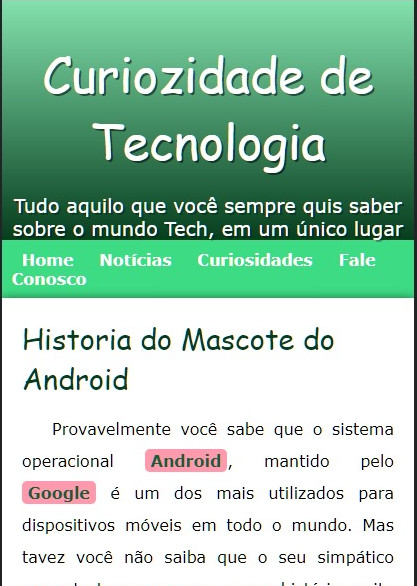 Curiozidade de
Tecnologia
Tudo aquilo que você sempre quis saber
sobre o mundo Tech, em um único lugar
Home Notícias Curiosidades Fale
Conosco
Historia do Mascote do
Android
Provavelmente você sabe que o sistema
operacional Android, mantido pelo
Google é um dos mais utilizados para
dispositivos móveis em todo o mundo. Mas
tavez você não saiba que o seu simpático